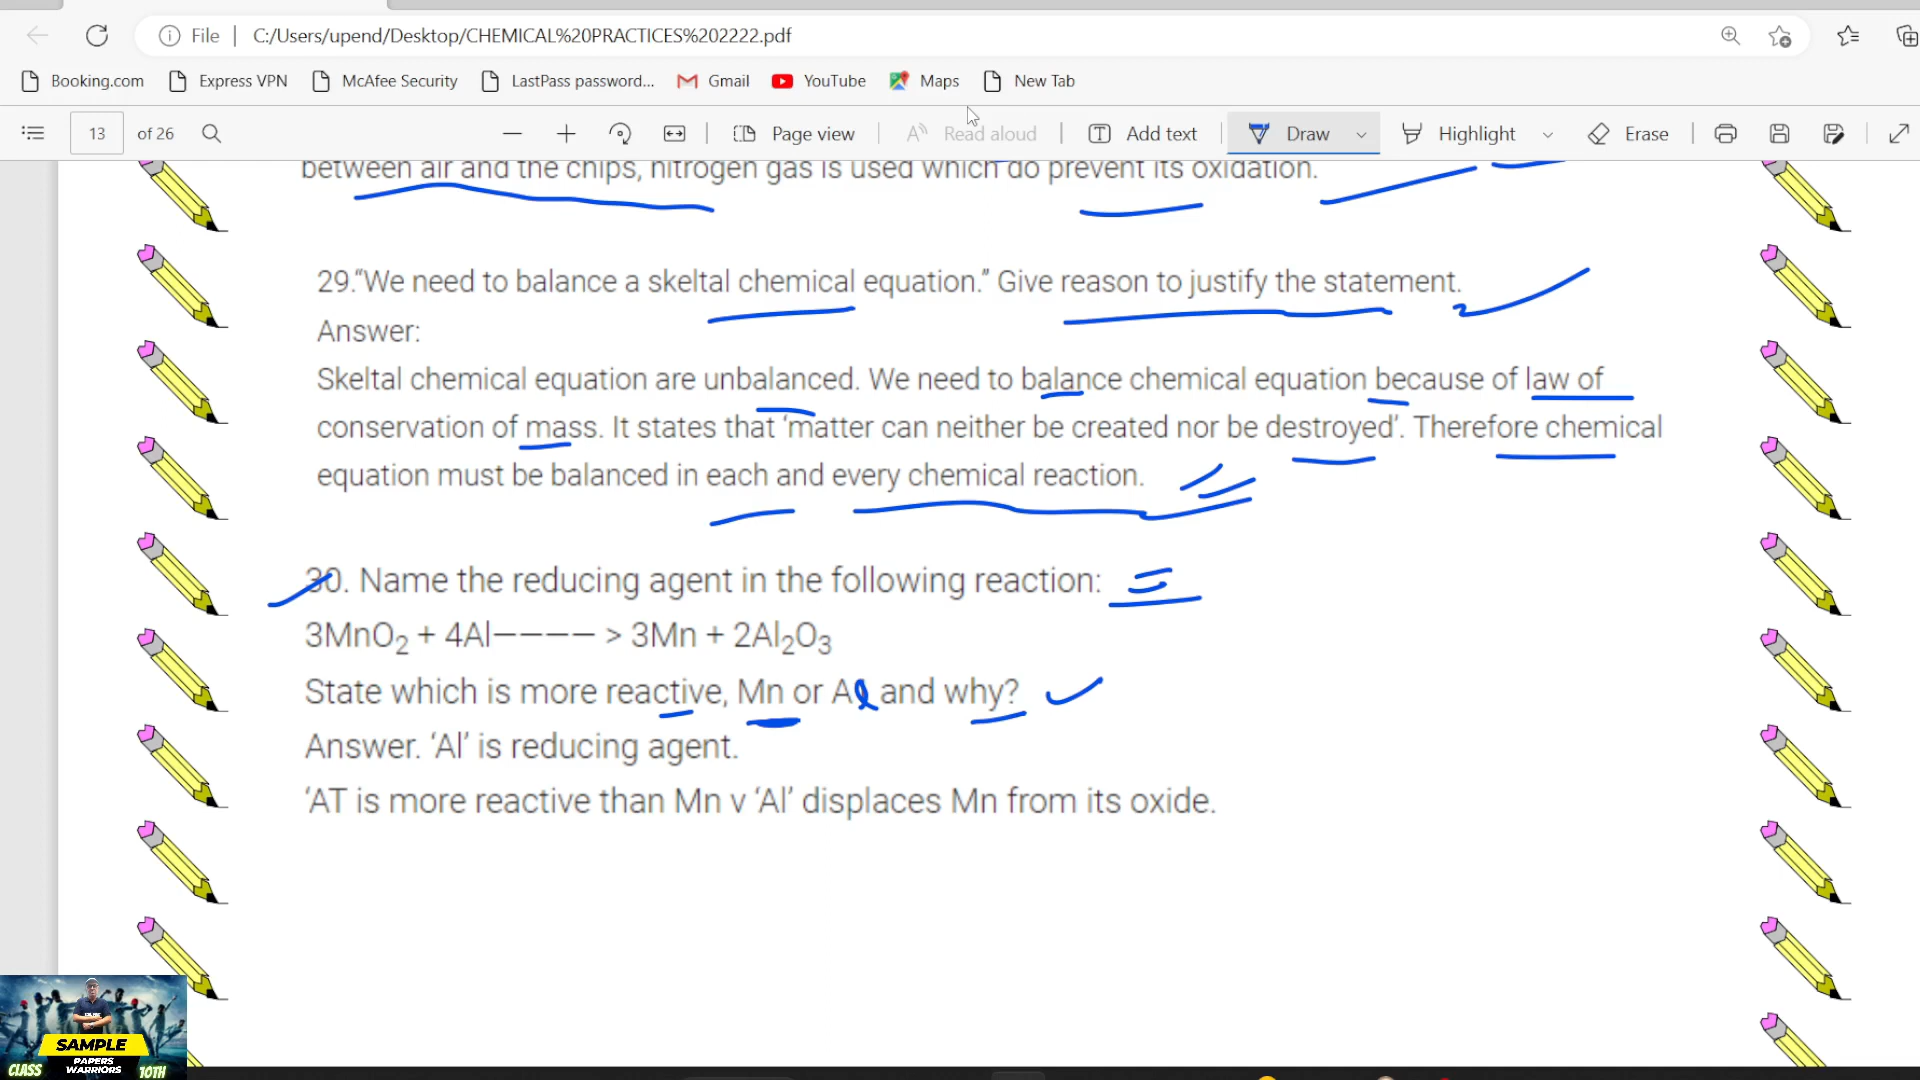 File C:/Users/upend/Desktop/CHEMICAL%20PRACTICES%202222.pdf
Booking.com Express VPN McAfee Security LastPass password... Gmail YouTube Maps New Tab
13 of 26 Page view Read aloud Add text Draw Highlight Erase
between air and the chips, nitrogen gas is used which do prevent its oxidation.
29.“We need to balance a skeltal chemical equation.” Give reason to justify the statement.
Answer:
Skeltal chemical equation are unbalanced. We need to balance chemical equation because of law of
conservation of mass. It states that ‘matter can neither be created nor be destroyed’. Therefore chemical
equation must be balanced in each and every chemical reaction.
30. Name the reducing agent in the following reaction:
3MnO₂ + 4Al———— > 3Mn + 2Al₂O₃
State which is more reactive, Mn or Al and why?
Answer. ‘Al’ is reducing agent.
‘AT is more reactive than Mn v ‘Al’ displaces Mn from its oxide.
SAMPLE
PAPERS
WARRIORS
CLASS 10TH